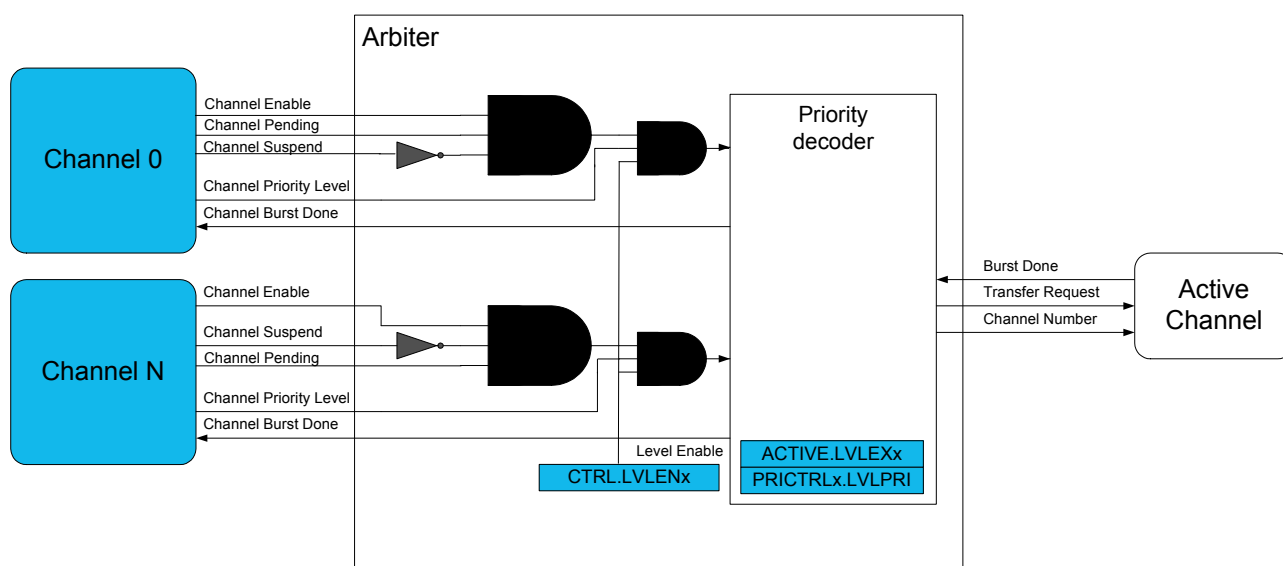 Arbiter
Channel 0
Channel Enable
Channel Pending
Channel Suspend
Channel Priority Level
Channel Burst Done
Priority
decoder
Burst Done
Transfer Request
Channel Number
Active
Channel
Channel N
Channel Enable
Channel Suspend
Channel Pending
Channel Priority Level
Channel Burst Done
Level Enable
CTRL.LVLENx
ACTIVE.LVLEXx
PRICTRLx.LVLPRI